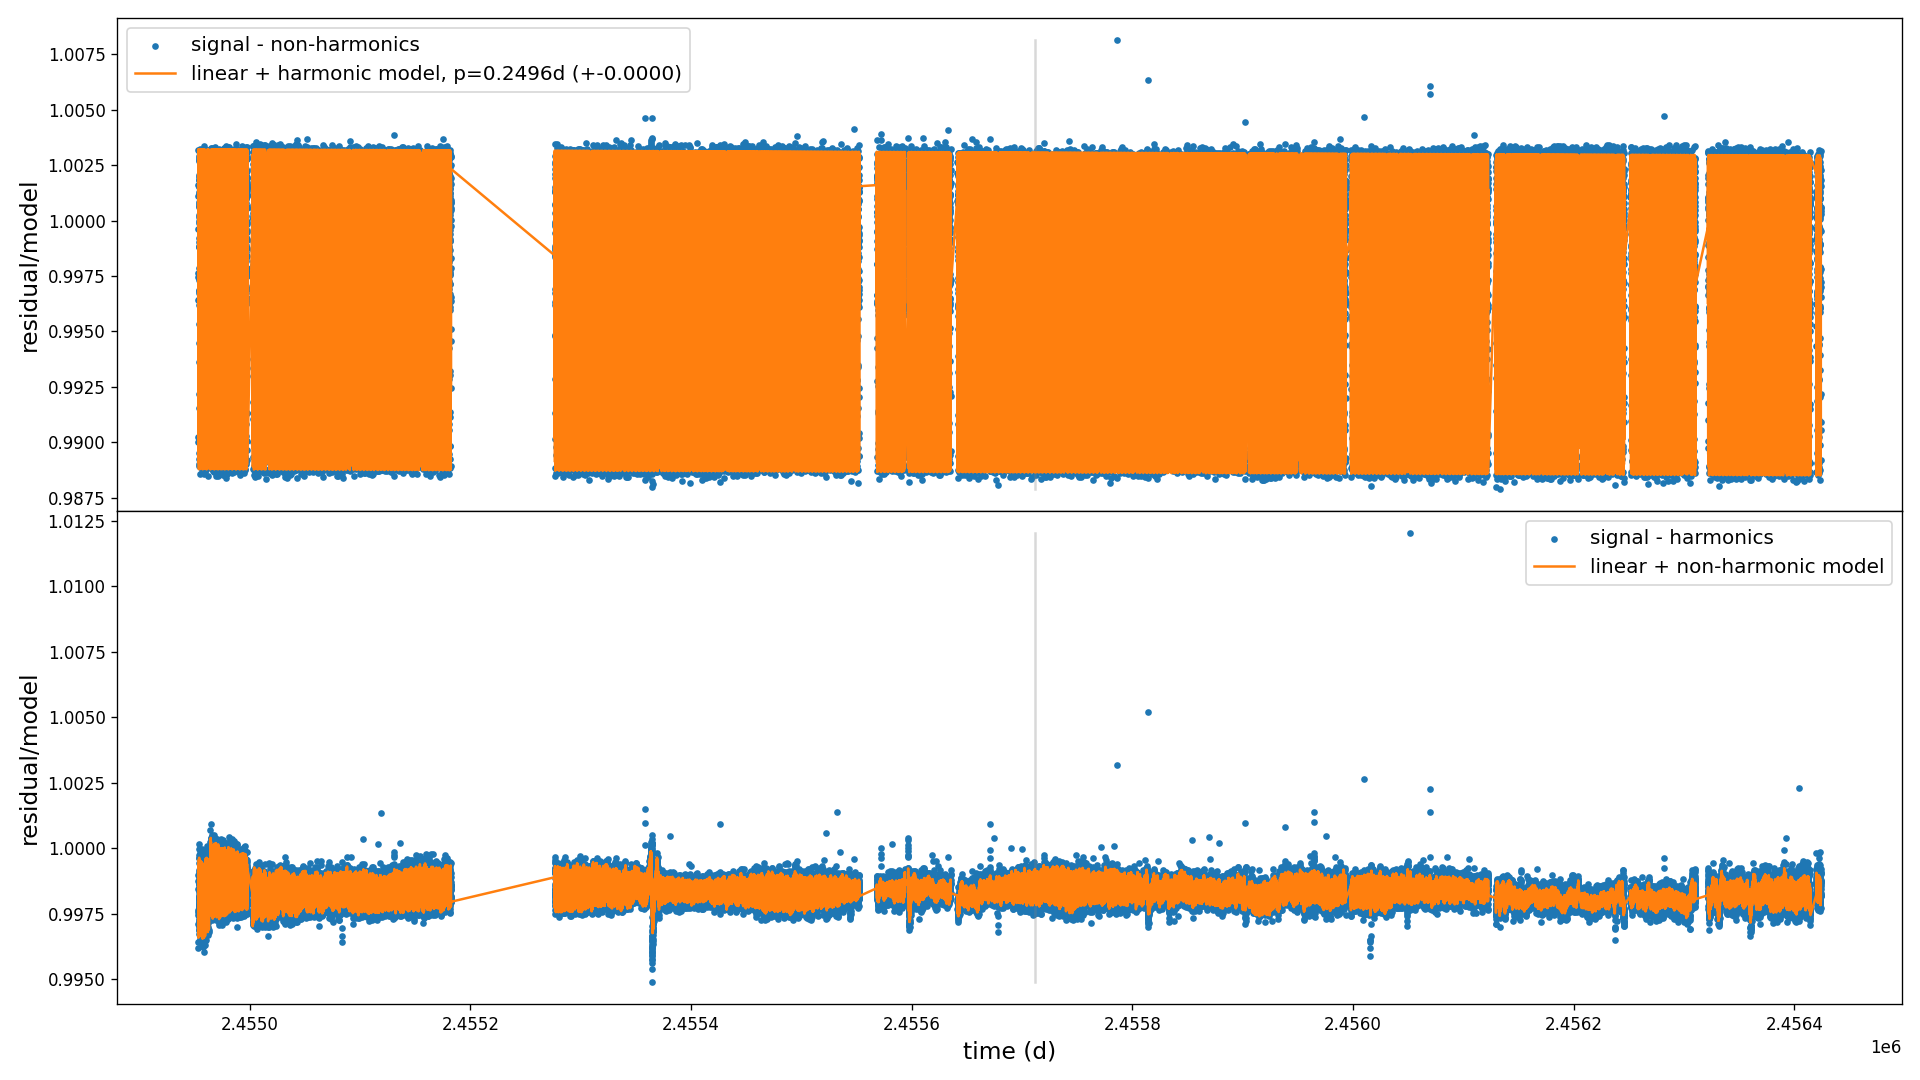 signal - non-harmonics
linear + harmonic model, p=0.2496d (+-0.0000)
1.0075
1.0050
1.0025
1.0000
0.9975
0.9950
0.9925
0.9900
0.9875
residual/model
signal - harmonics
linear + non-harmonic model
1.0125
1.0100
1.0075
1.0050
1.0025
1.0000
0.9975
0.9950
residual/model
2.4550 2.4552 2.4554 2.4556 2.4558 2.4560 2.4562 2.4564
1e6
time (d)